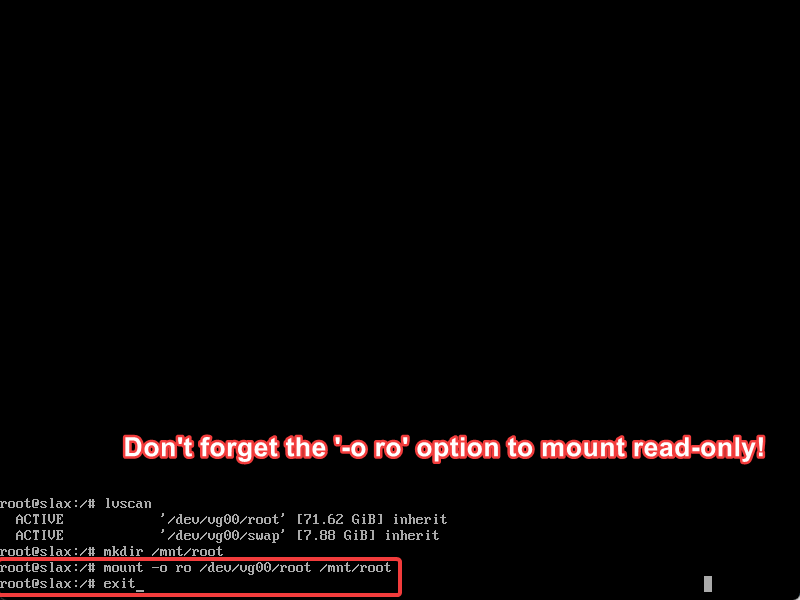 Don't forget the '-o ro' option to mount read-only!
root@slax:/# lvscan
  ACTIVE            '/dev/vg00/root' [71.62 GiB] inherit
  ACTIVE            '/dev/vg00/swap' [7.88 GiB] inherit
root@slax:/# mkdir /mnt/root
root@slax:/# mount -o ro /dev/vg00/root /mnt/root
root@slax:/# exit_